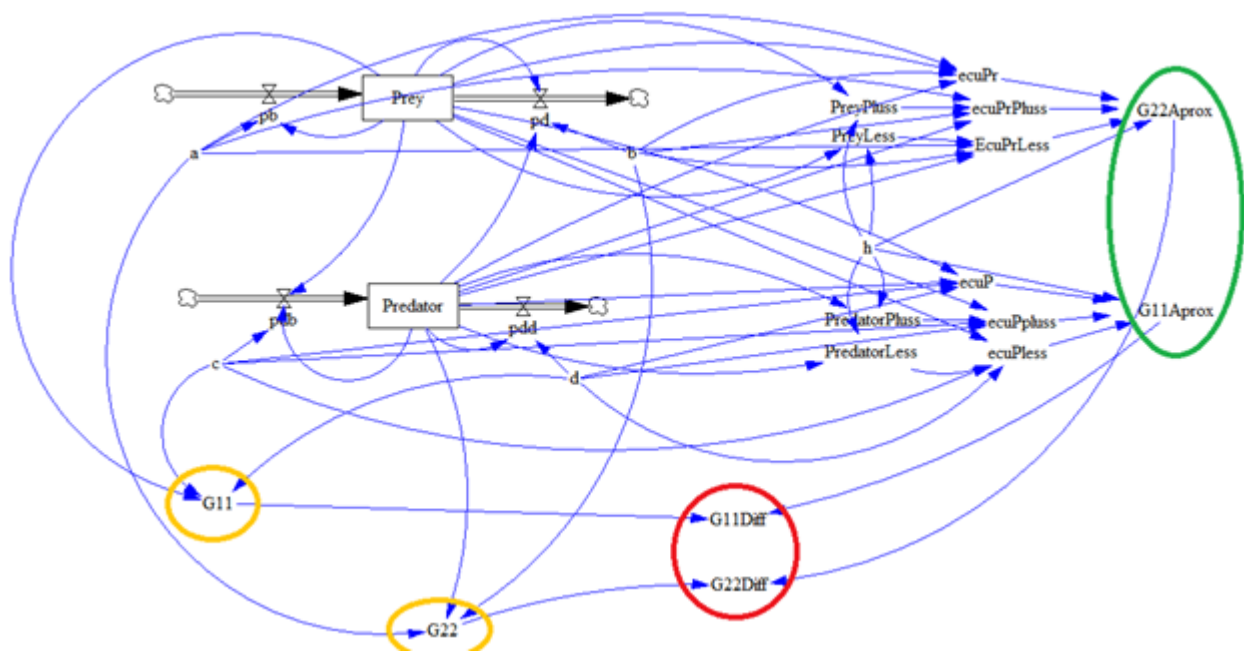 ecuPr
Prey
PreyPluss
ecuPrPluss
G22Aprox
pb
pd
PreyLess
EcuPrLess
a
b
h
ecuP
Predator
PredatorPluss
ecuPpluss
G11Aprox
pdd
PredatorLess
ecuPless
c
d
G11
G11Diff
G22Diff
G22